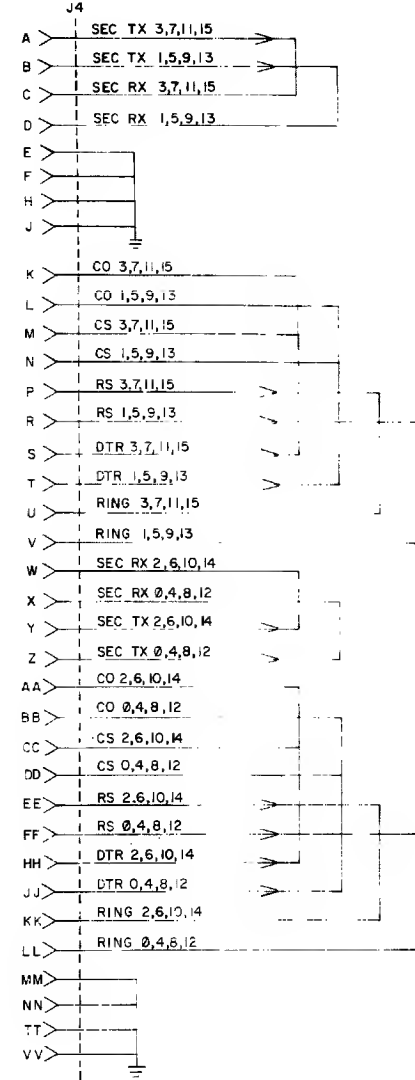 J4
A SEC TX 3,7,11,15
B SEC TX 1,5,9,13
C SEC RX 3,7,11,15
D SEC RX 1,5,9,13
E
F
H
J
K CO 3,7,11,15
L CO 1,5,9,13
M CS 3,7,11,15
N CS 1,5,9,13
P RS 3,7,11,15
R RS 1,5,9,13
S DTR 3,7,11,15
T DTR 1,5,9,13
U RING 3,7,11,15
V RING 1,5,9,13
W SEC RX 2,6,10,14
X SEC RX Ø,4,8,12
Y SEC TX 2,6,10,14
Z SEC TX Ø,4,8,12
AA CO 2,6,10,14
BB CO 0,4,8,12
CC CS 2,6,10,14
DD CS 0,4,8,12
EE RS 2.6,10,14
FF RS Ø,4,8,12
HH DTR 2,6,10,14
JJ DTR 0,4,8,12
KK RING 2,6,10,14
LL RING Ø,4,8,12
MM
NN
TT
VV